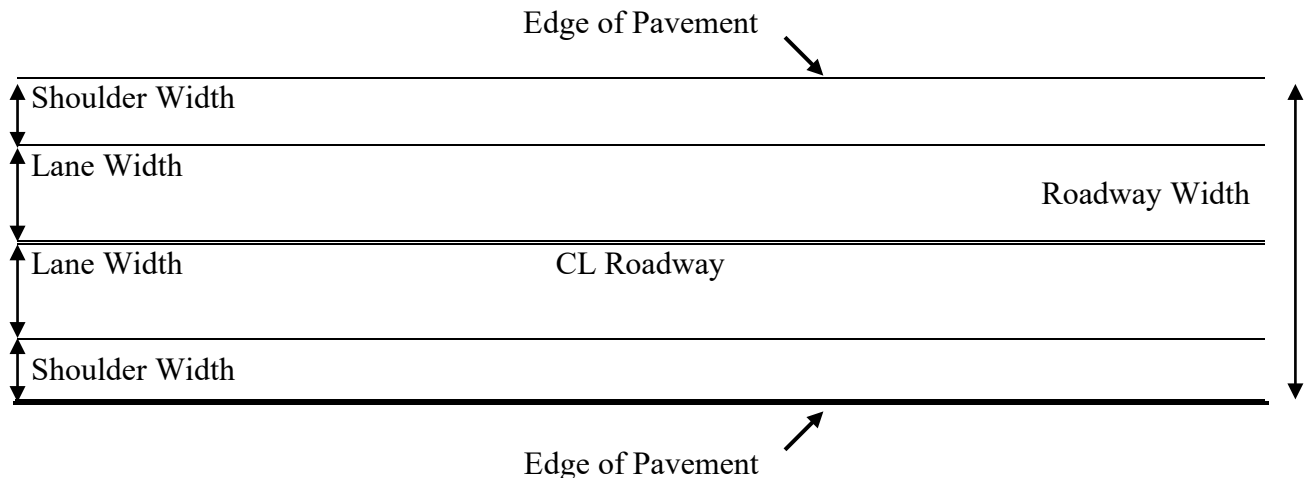 Edge of Pavement
Shoulder Width
Lane Width
Roadway Width
Lane Width
CL Roadway
Shoulder Width
Edge of Pavement